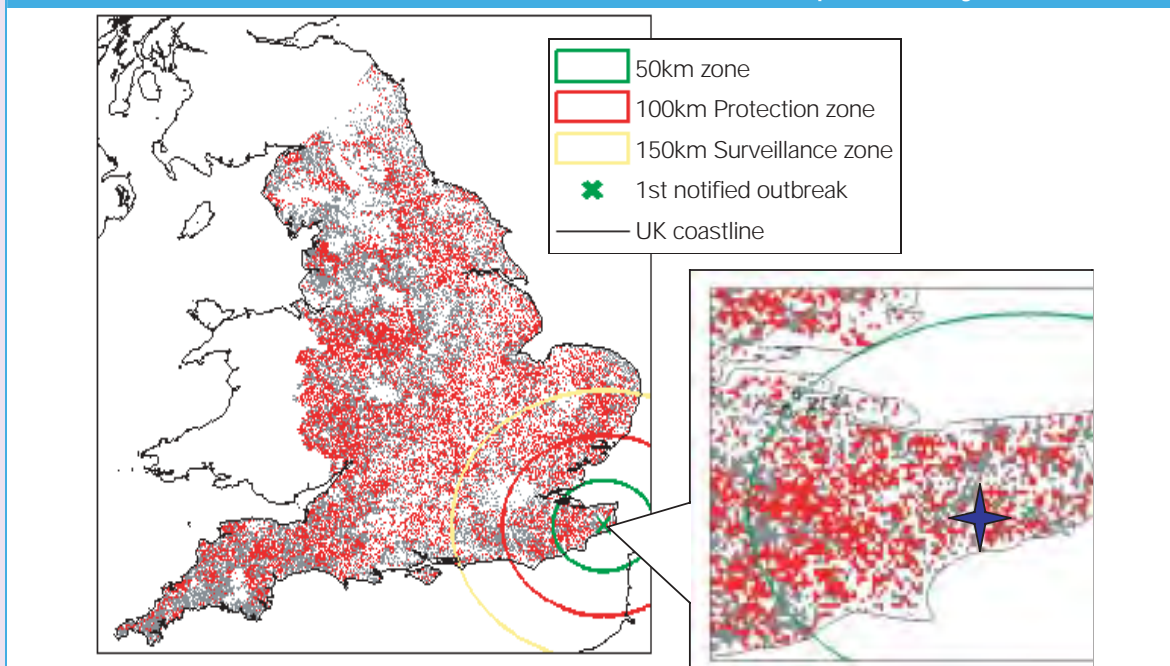 50km zone
100km Protection zone
150km Surveillance zone
1st notified outbreak
UK coastline